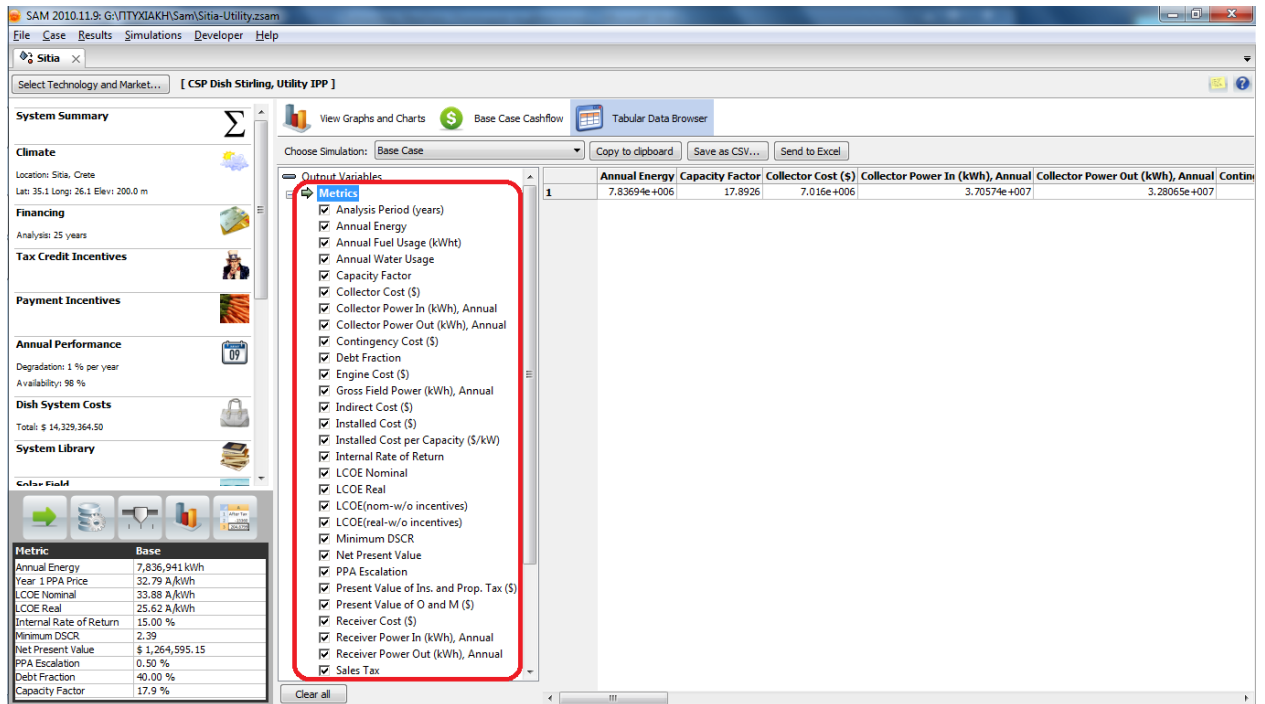 SAM 2010.11.9: G:\ΠΤΥΧΙΑΚΗ\Sam\Sitia-Utility.zsam
File Case Results Simulations Developer Help
Sitia
Select Technology and Market... [ CSP Dish Stirling, Utility IPP ]
System Summary
Climate
Location: Sitia, Crete
Lat: 35.1 Long: 26.1 Elev: 200.0 m
Financing
Analysis: 25 years
Tax Credit Incentives
Payment Incentives
Annual Performance
Degradation: 1 % per year
Availability: 98 %
Dish System Costs
Total: $ 14,329,364.50
System Library
Solar Field
Metric Base
Annual Energy 7,836,941 kWh
Year 1 PPA Price 32.79 Ά/kWh
LCOE Nominal 33.88 Ά/kWh
LCOE Real 25.62 Ά/kWh
Internal Rate of Return 15.00 %
Minimum DSCR 2.39
Net Present Value $ 1,264,595.15
PPA Escalation 0.50 %
Debt Fraction 40.00 %
Capacity Factor 17.9 %
View Graphs and Charts Base Case Cashflow Tabular Data Browser
Choose Simulation: Base Case Copy to clipboard Save as CSV... Send to Excel
Output Variables
Metrics
Analysis Period (years)
Annual Energy
Annual Fuel Usage (kWht)
Annual Water Usage
Capacity Factor
Collector Cost ($)
Collector Power In (kWh), Annual
Collector Power Out (kWh), Annual
Contingency Cost ($)
Debt Fraction
Engine Cost ($)
Gross Field Power (kWh), Annual
Indirect Cost ($)
Installed Cost ($)
Installed Cost per Capacity ($/kW)
Internal Rate of Return
LCOE Nominal
LCOE Real
LCOE(nom-w/o incentives)
LCOE(real-w/o incentives)
Minimum DSCR
Net Present Value
PPA Escalation
Present Value of Ins. and Prop. Tax ($)
Present Value of O and M ($)
Receiver Cost ($)
Receiver Power In (kWh), Annual
Receiver Power Out (kWh), Annual
Sales Tax
Clear all
Annual Energy Capacity Factor Collector Cost ($) Collector Power In (kWh), Annual Collector Power Out (kWh), Annual Contin
1 7.83694e+006 17.8926 7.016e+006 3.70574e+007 3.28065e+007